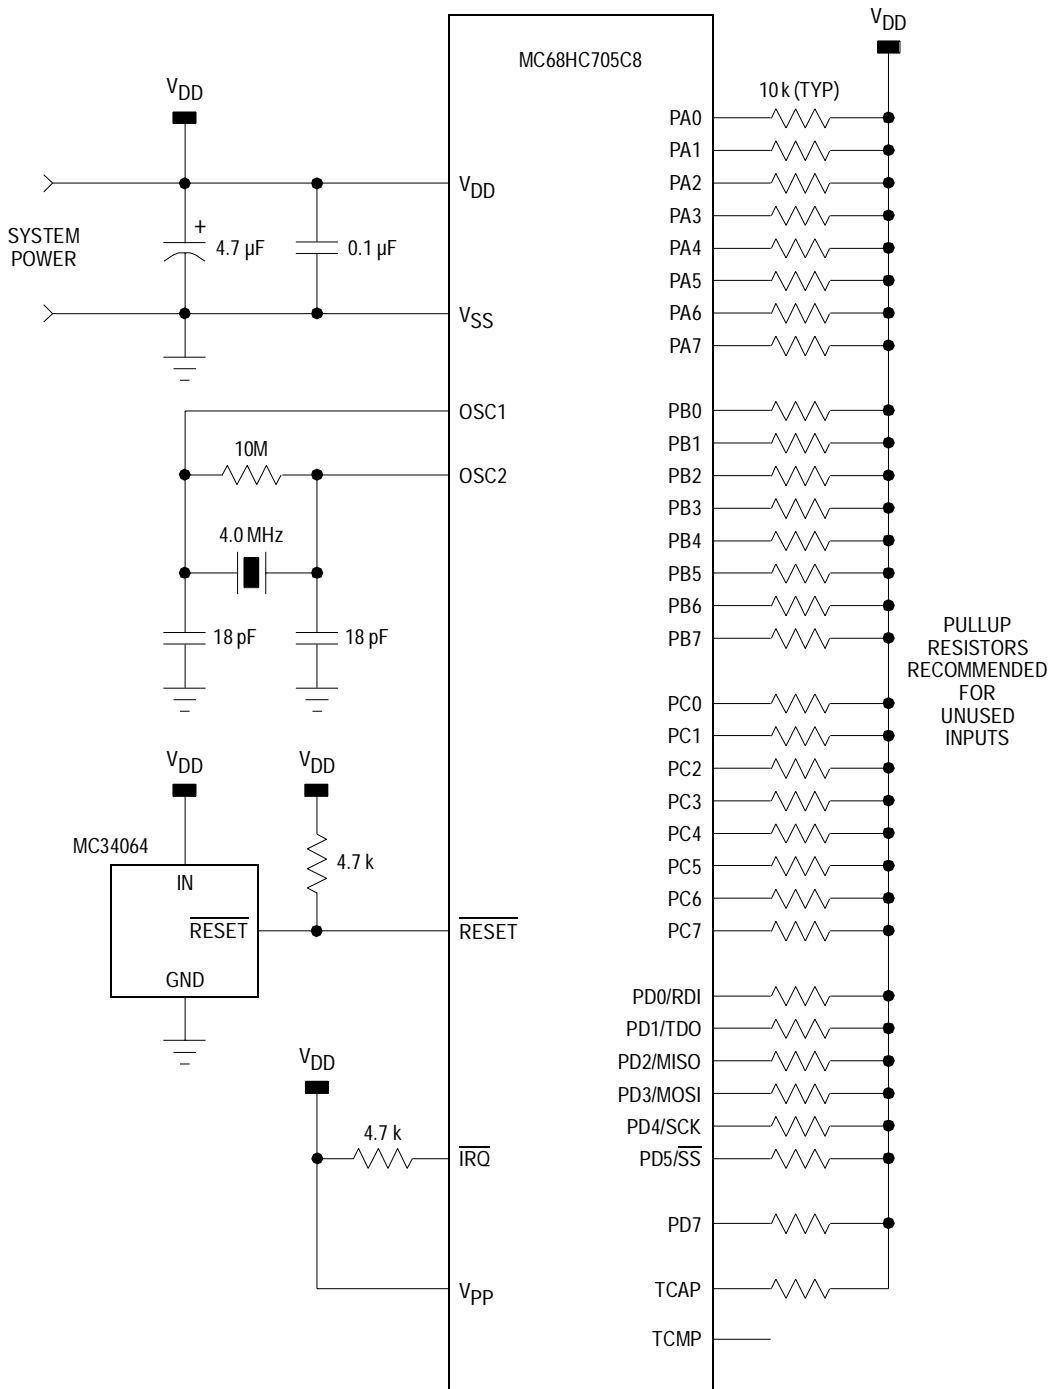 MC68HC705C8
VDD
VDD
10 k (TYP)
PA0
PA1
PA2
PA3
PA4
PA5
PA6
PA7
VDD
SYSTEM
POWER
+
4.7 µF
0.1 µF
VSS
OSC1
OSC2
10M
4.0 MHz
18 pF
18 pF
PB0
PB1
PB2
PB3
PB4
PB5
PB6
PB7
PULLUP
RESISTORS
RECOMMENDED
FOR
UNUSED
INPUTS
PC0
PC1
PC2
PC3
PC4
PC5
PC6
PC7
VDD
VDD
MC34064
IN
RESET
GND
4.7 k
RESET
PD0/RDI
PD1/TDO
PD2/MISO
PD3/MOSI
PD4/SCK
PD5/SS
PD7
TCAP
TCMP
VDD
4.7 k
IRQ
VPP